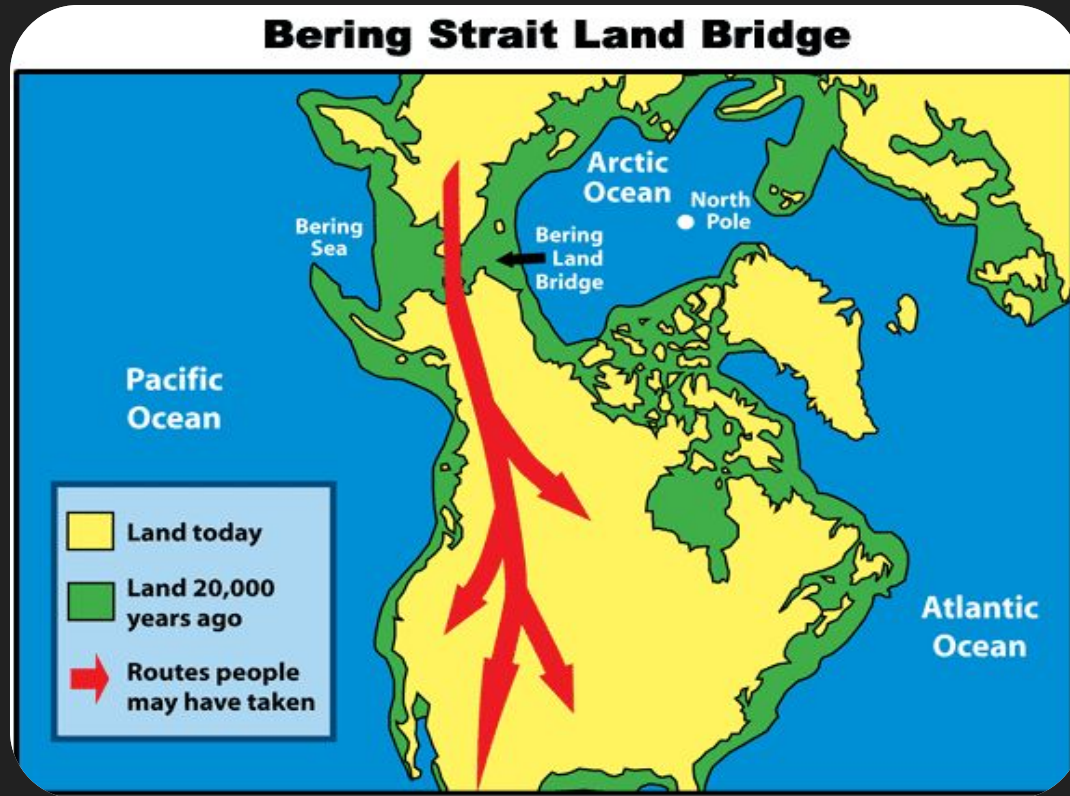 Bering Strait Land Bridge
Arctic
Ocean
North
Pole
Bering
Sea
Bering
Land
Bridge
Pacific
Ocean
Land today
Land 20,000
years ago
Routes people
may have taken
Atlantic
Ocean